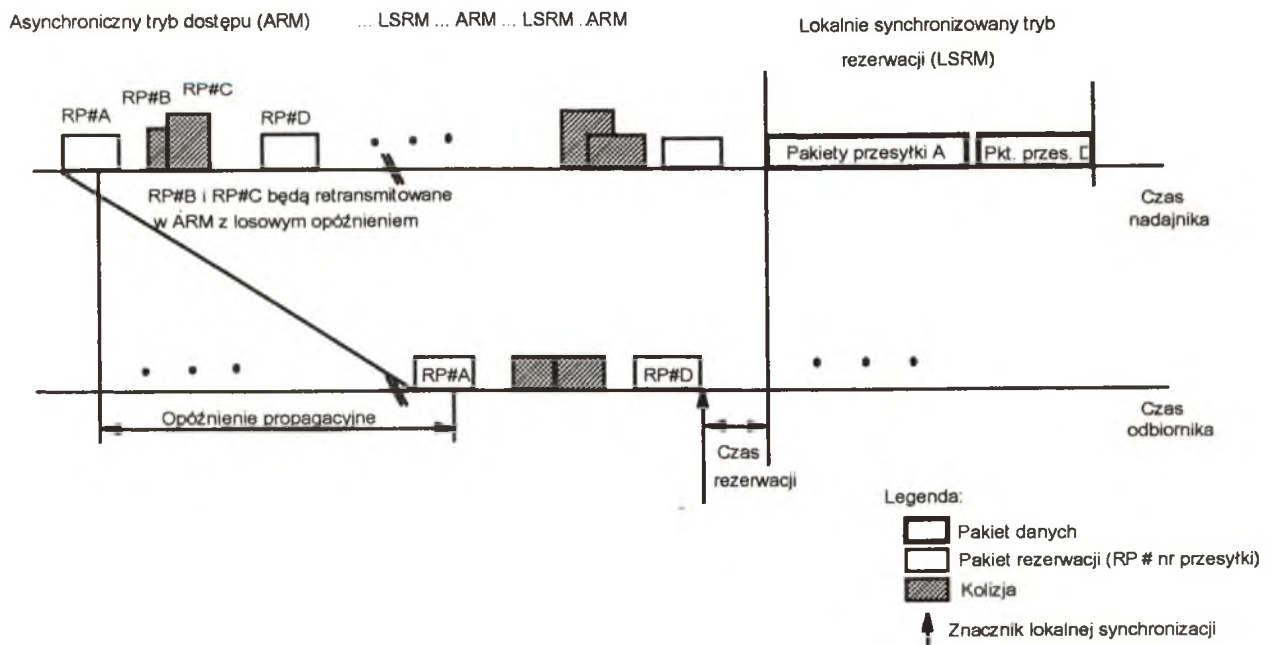 Asynchroniczny tryb dostępu (ARM)
... LSRM ... ARM ... LSRM . ARM
Lokalnie synchronizowany tryb
rezerwacji (LSRM)
RP#A
RP#B
RP#C
RP#D
Pakiety przesyłki A
Pkt. przes. D
RP#B i RP#C będą retransmitowane
w ARM z losowym opóźnieniem
Czas
nadajnika
RP#A
RP#D
Opóźnienie propagacyjne
Czas
rezerwacji
Czas
odbiornika
Legenda:
Pakiet danych
Pakiet rezerwacji (RP # nr przesyłki)
Kolizja
Znacznik lokalnej synchronizacji